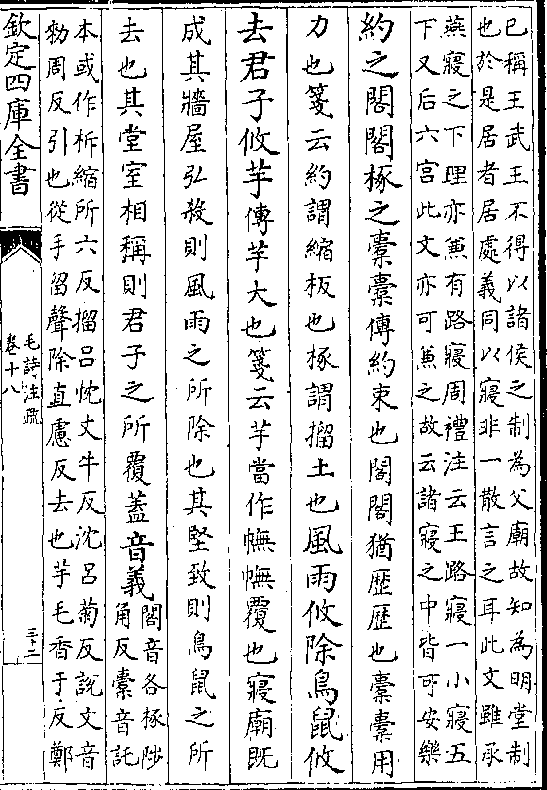 已稱王武王不得以諸侯之制為父廟故知為明堂制
也於是居者居處義同以寢非一散言之耳此文雖承
燕寢之下理亦兼有路寢周禮注云王路寢一小寢五
下又后六宫此文亦可兼之故云諸寢之中皆可安樂
約之閣閣椓之橐橐傳約束也閣閣猶歴歴也橐橐用
力也箋云約謂縮板也椓謂㨨土也風雨攸除鳥鼠攸
去君子攸芋傳芋大也箋云芋當作幠幠覆也寢廟既
成其牆屋弘殺則風雨之所除也其堅致則鳥鼠之所
去也其堂室相稱則君子之所覆蓋音義
閣音各椓陟
角反橐音託
本或作柝縮所六反㨨吕忱丈牛反沈吕菊反説文音
勑周反引也從手留聲除直慮反去也芋毛香于反鄭
欽定四庫全書
毛詩注疏
卷十八
三十二